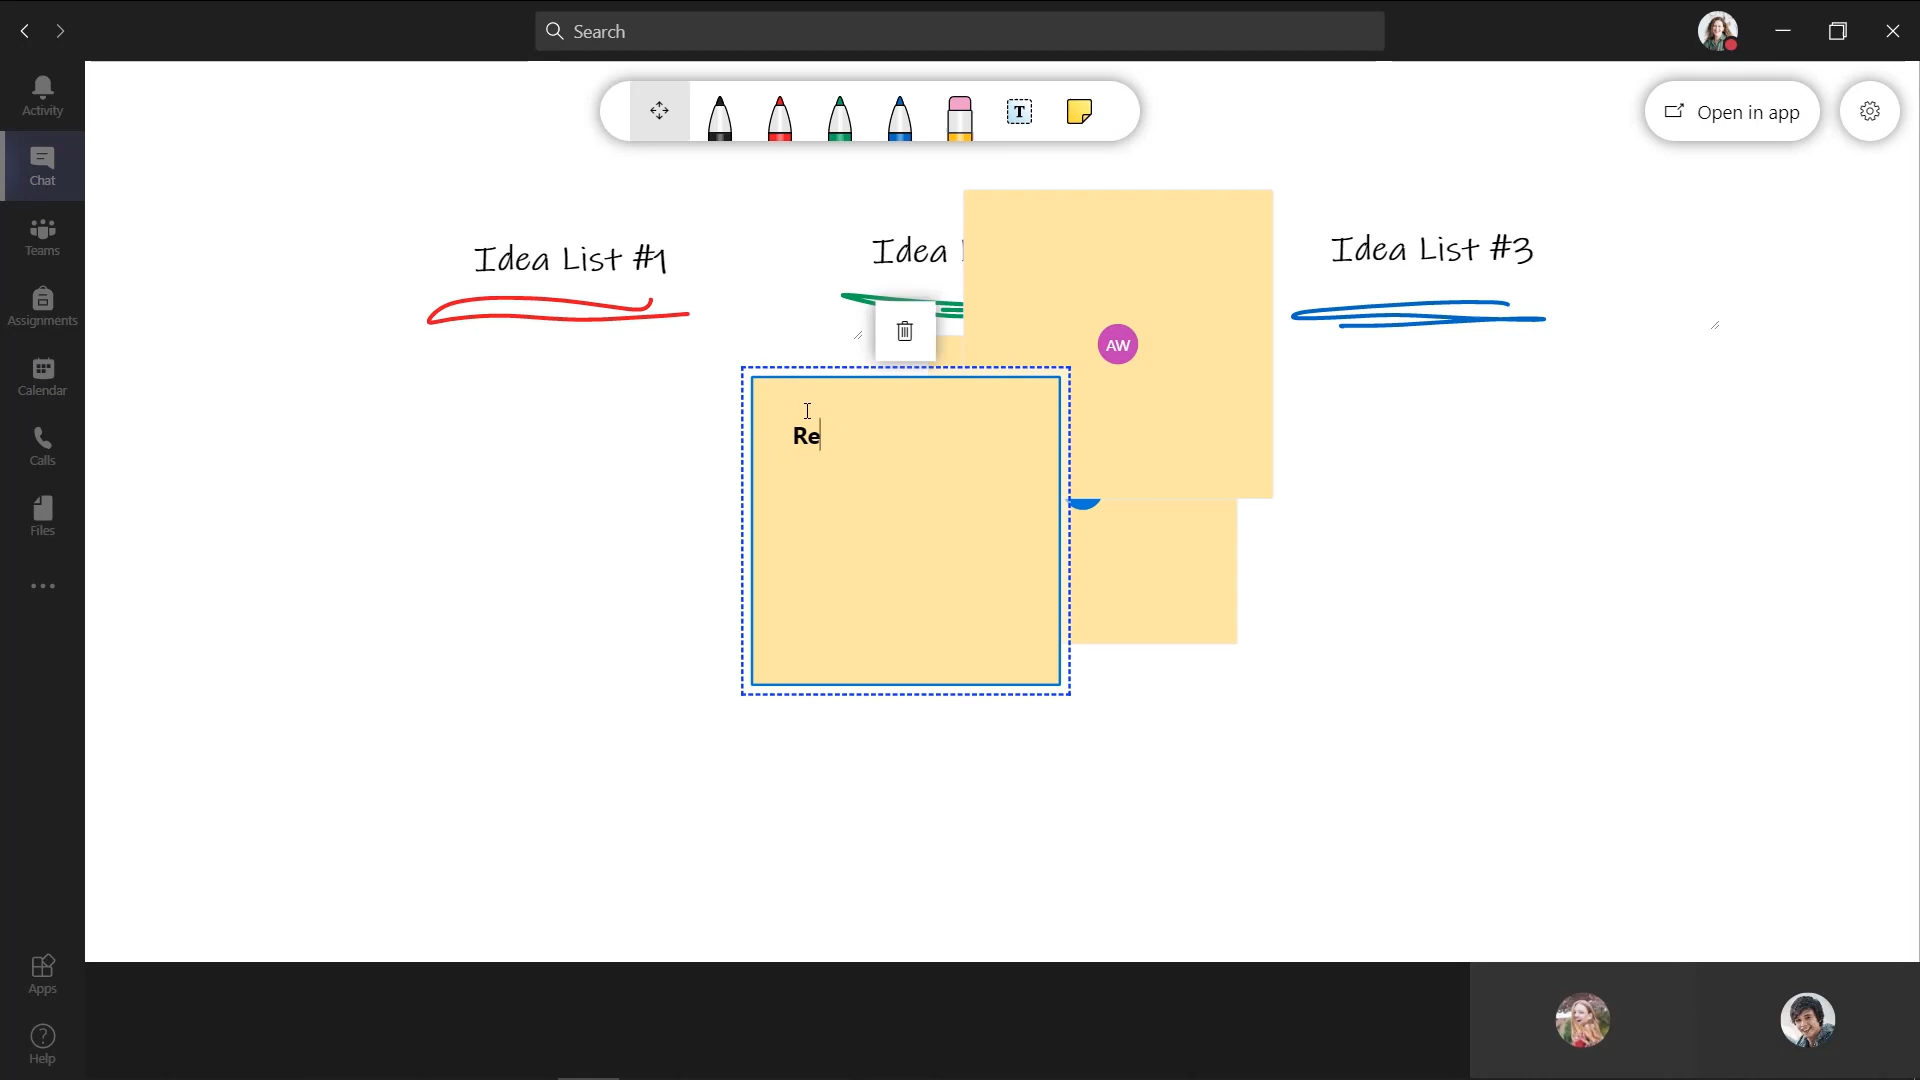 Search
Activity
Chat
Teams
Assignments
Calendar
Calls
Files
Apps
Help
T
Open in app
Idea List #1
Idea
Idea List #3
AW
Re